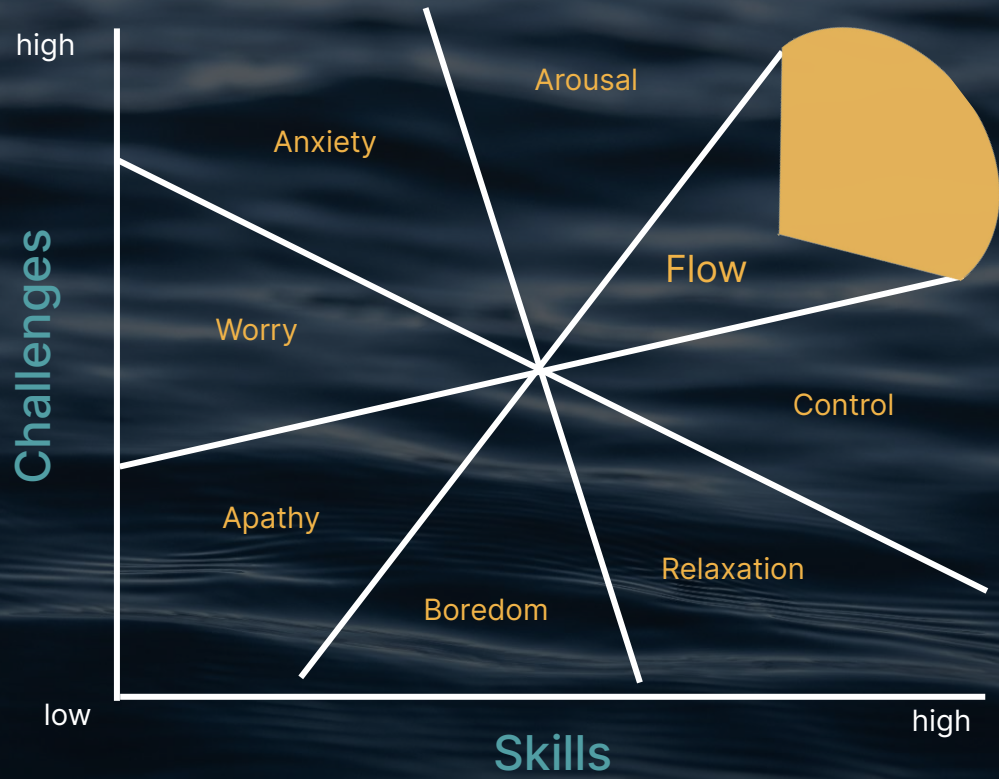 high
Arousal
Anxiety
Flow
Worry
Challenges
Control
Apathy
Relaxation
Boredom
low
high
Skills